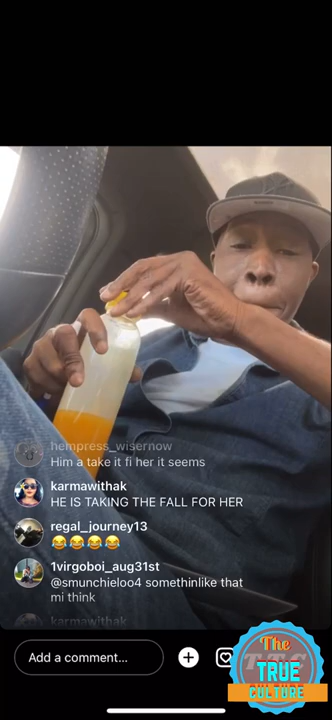 hempress_wisernow
Him a take it fi her it seems
karmawithak
HE IS TAKING THE FALL FOR HER
regal_journey13
😂😂😂😂
1virgoboi_aug31st
@smunchieloo4 somethinlike that
mi think
karmawithak
Add a comment...
The
TRUE
CULTURE